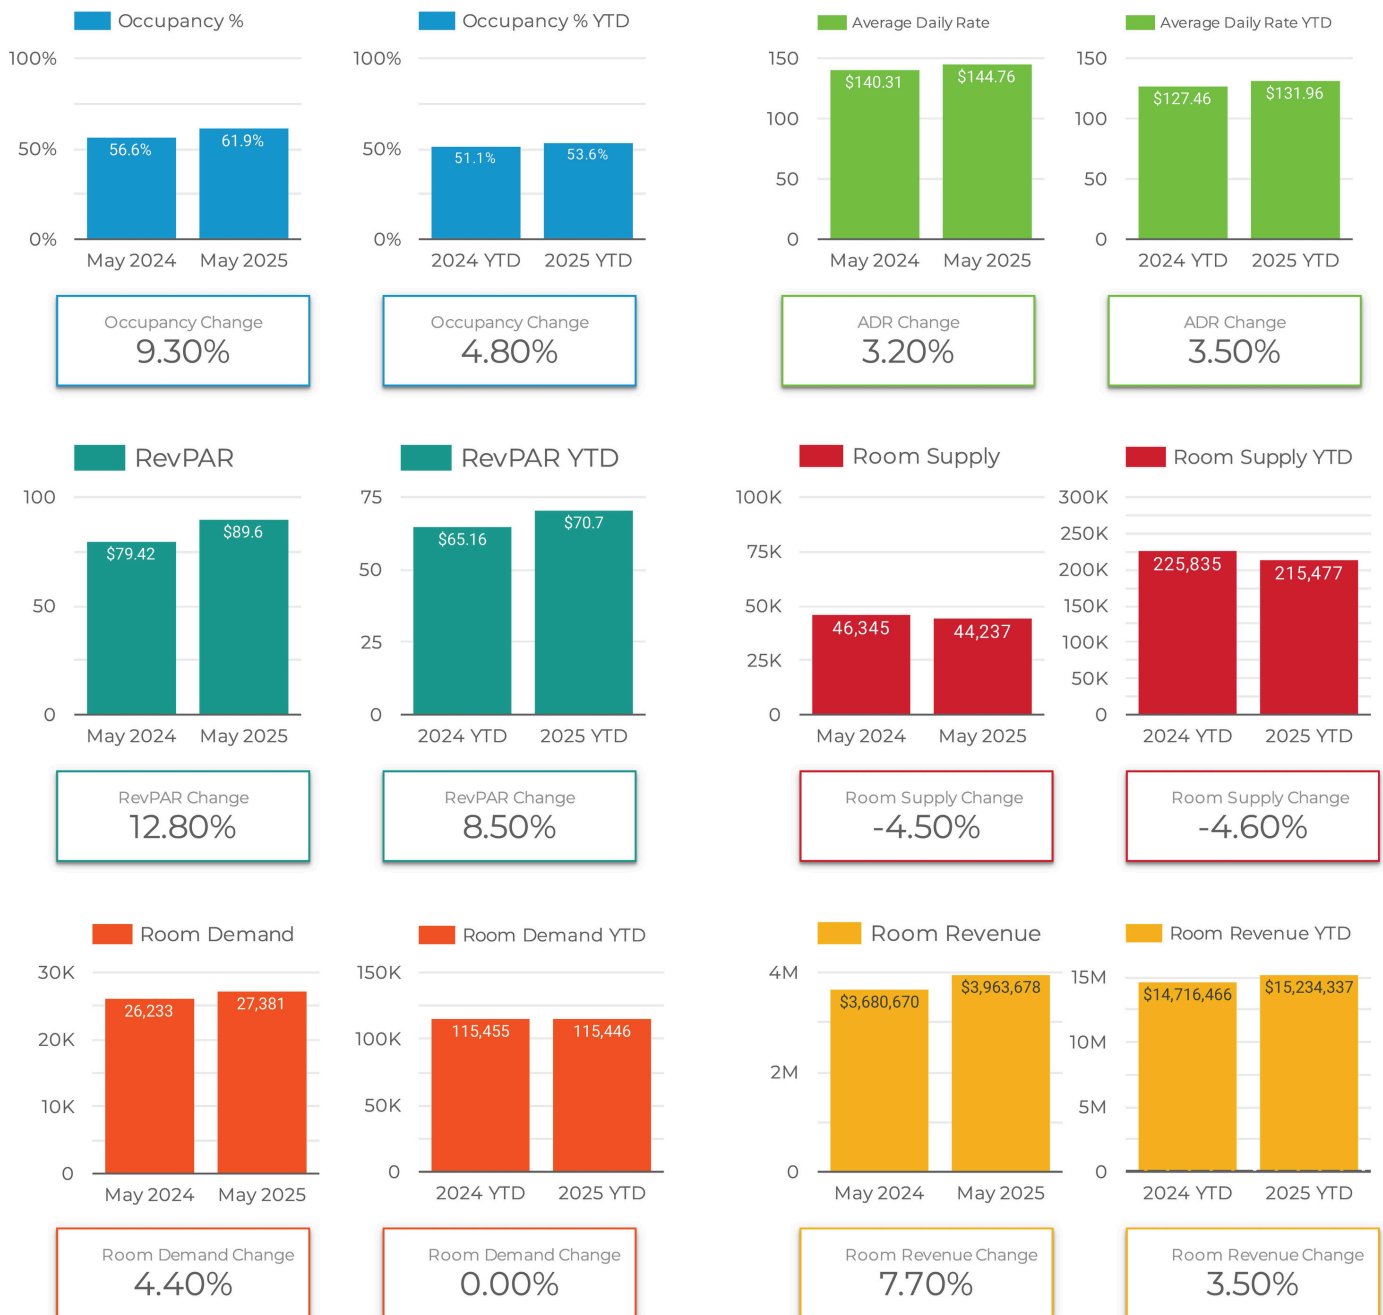 Occupancy %
100%
50%
0%
56.6%
61.9%
May 2024
May 2025
Occupancy Change
9.30%
Occupancy % YTD
100%
50%
0%
51.1%
53.6%
2024 YTD
2025 YTD
Occupancy Change
4.80%
Average Daily Rate
150
100
50
0
$140.31
$144.76
May 2024
May 2025
ADR Change
3.20%
Average Daily Rate YTD
150
100
50
0
$127.46
$131.96
2024 YTD
2025 YTD
ADR Change
3.50%
RevPAR
100
50
0
$79.42
$89.6
May 2024
May 2025
RevPAR Change
12.80%
RevPAR YTD
75
50
25
0
$65.16
$70.7
2024 YTD
2025 YTD
RevPAR Change
8.50%
Room Supply
100K
75K
50K
25K
0
46,345
44,237
May 2024
May 2025
Room Supply Change
-4.50%
Room Supply YTD
300K
250K
200K
150K
100K
50K
0
225,835
215,477
2024 YTD
2025 YTD
Room Supply Change
-4.60%
Room Demand
30K
20K
10K
0
26,233
27,381
May 2024
May 2025
Room Demand Change
4.40%
Room Demand YTD
150K
100K
50K
0
115,455
115,446
2024 YTD
2025 YTD
Room Demand Change
0.00%
Room Revenue
4M
2M
0
$3,680,670
$3,963,678
May 2024
May 2025
Room Revenue Change
7.70%
Room Revenue YTD
15M
10M
5M
0
$14,716,466
$15,234,337
2024 YTD
2025 YTD
Room Revenue Change
3.50%